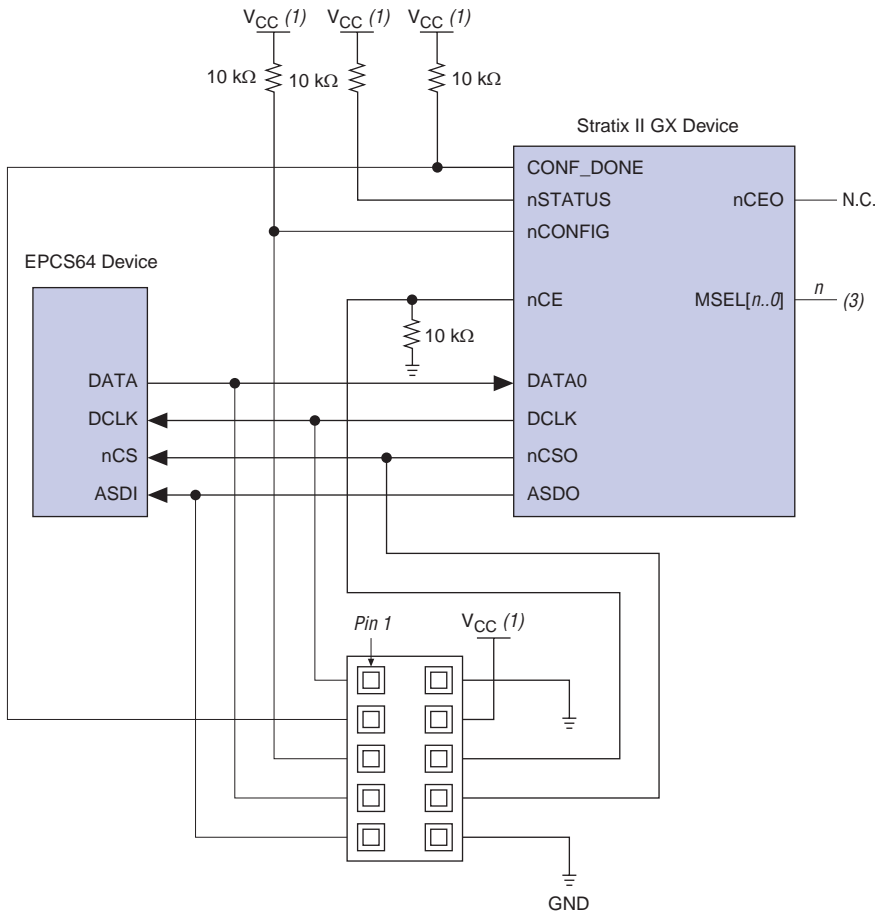 VCC (1)
VCC (1)
VCC (1)
10 kΩ
10 kΩ
10 kΩ
Stratix II GX Device
CONF_DONE
nSTATUS
nCEO
N.C.
nCONFIG
EPCS64 Device
nCE
MSEL[n..0]
n
(3)
10 kΩ
DATA
DATA0
DCLK
DCLK
nCS
nCSO
ASDI
ASDO
Pin 1
VCC (1)
GND